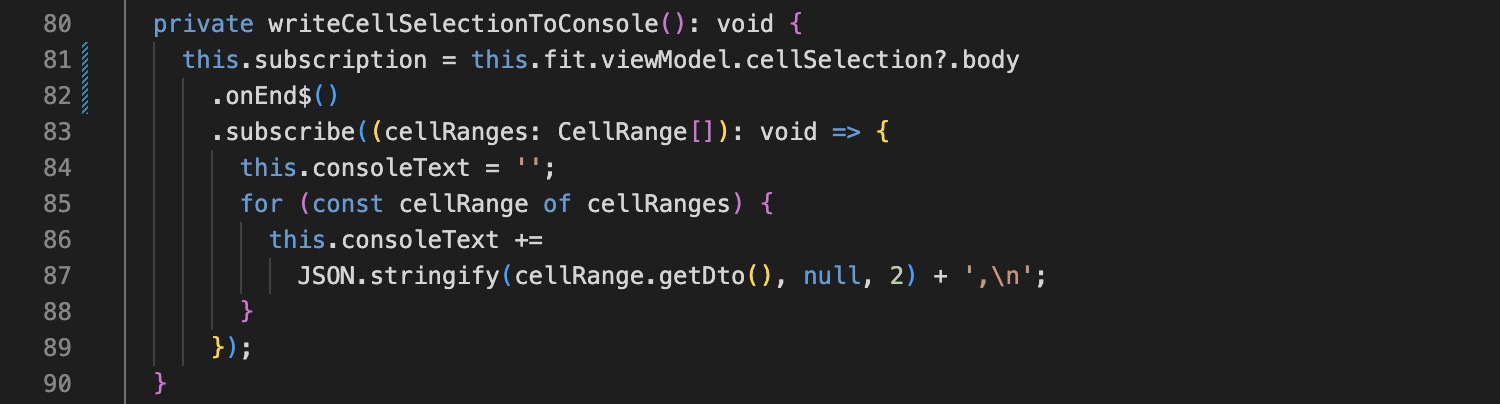 80 private writeCellSelectionToConsole(): void {
81 this.subscription = this.fit.viewModel.cellSelection?.body
82 .onEnd$()
83 .subscribe((cellRanges: CellRange[]): void => {
84 this.consoleText = '';
85 for (const cellRange of cellRanges) {
86 this.consoleText +=
87 JSON.stringify(cellRange.getDto(), null, 2) + ',\n';
88 }
89 });
90 }